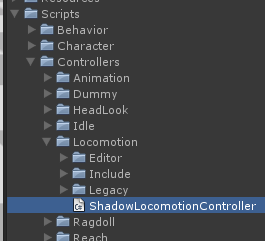 Resources
Scripts
Behavior
Character
Controllers
Animation
Dummy
HeadLook
Idle
Locomotion
Editor
Include
Legacy
ShadowLocomotionController
Ragdoll
Reach